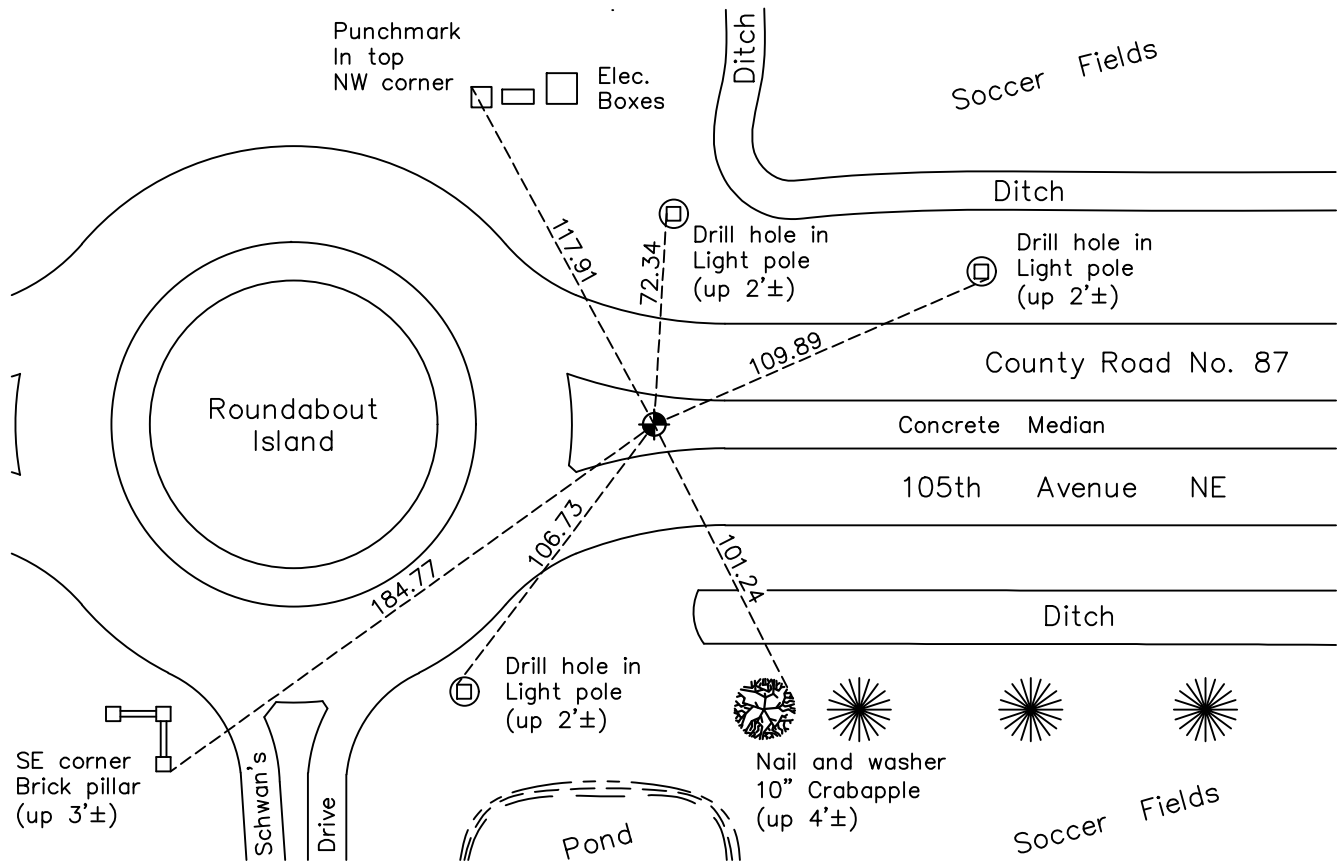 Punchmark
In top
NW corner
Elec.
Boxes
Ditch
Soccer Fields
Ditch
Drill hole in
Light pole
(up 2'±)
Drill hole in
Light pole
(up 2'±)
117.91
72.34
109.89
County Road No. 87
Roundabout
Island
Concrete Median
105th Avenue NE
106.73
184.77
101.24
Ditch
Drill hole in
Light pole
(up 2'±)
SE corner
Brick pillar
(up 3'±)
Schwan's
Drive
Nail and washer
10" Crabapple
(up 4'±)
Pond
Soccer Fields